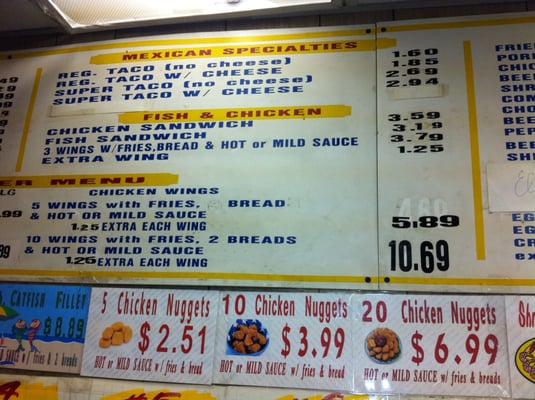 MEXICAN SPECIALTIES
REG. TACO (no cheese) 1.60
REG. TACO W/ CHEESE 1.85
SUPER TACO (no cheese) 2.69
SUPER TACO W/ CHEESE 2.94
FISH & CHICKEN
CHICKEN SANDWICH 3.59
FISH SANDWICH 3.19
3 WINGS W/FRIES, BREAD & HOT or MILD SAUCE 3.79
EXTRA WING 1.25
MENU
CHICKEN WINGS
5 WINGS with FRIES, BREAD
& HOT or MILD SAUCE 5.89
1.25 EXTRA EACH WING
10 WINGS with FRIES, 2 BREADS
& HOT or MILD SAUCE 10.69
1.25 EXTRA EACH WING
CATFISH FILLET
$8.89
w/ fries & 2 breads
5 Chicken Nuggets
$2.51
HOT or MILD SAUCE w/ fries & bread
10 Chicken Nuggets
$3.99
HOT or MILD SAUCE w/ fries & bread
20 Chicken Nuggets
$6.99
HOT or MILD SAUCE w/ fries & bread